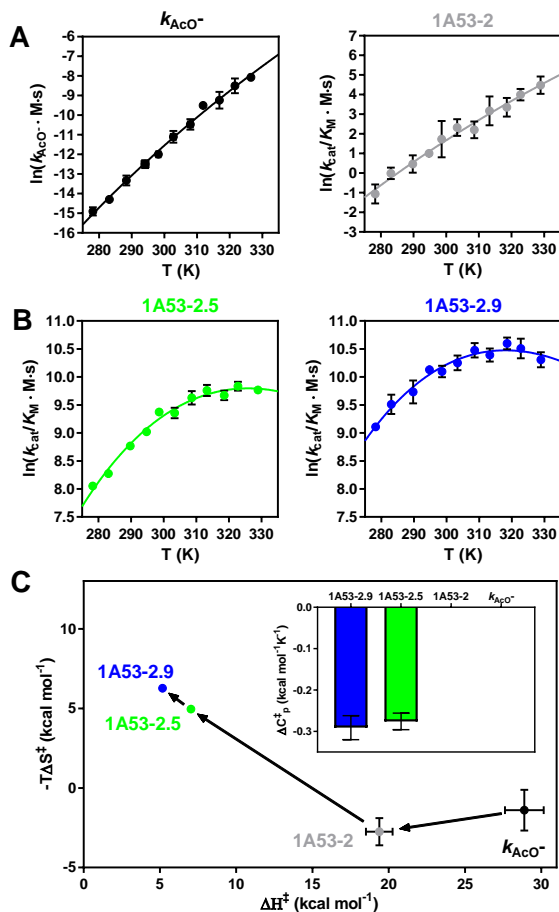 A
k_AcO-
1A53-2
ln(k_AcO- · M·s)
-6
-7
-8
-9
-10
-11
-12
-13
-14
-15
-16
280 290 300 310 320 330
T (K)
ln(k_cat/K_M · M·s)
7
6
5
4
3
2
1
0
-1
-2
-3
280 290 300 310 320 330
T (K)
B
1A53-2.5
1A53-2.9
ln(k_cat/K_M · M·s)
11.0
10.5
10.0
9.5
9.0
8.5
8.0
7.5
280 290 300 310 320 330
T (K)
ln(k_cat/K_M · M·s)
11.0
10.5
10.0
9.5
9.0
8.5
8.0
7.5
280 290 300 310 320 330
T (K)
C
-TΔS‡ (kcal mol⁻¹)
10
5
0
-5
0 5 10 15 20 25 30
ΔH‡ (kcal mol⁻¹)
1A53-2.9
1A53-2.5
1A53-2
k_AcO-
1A53-2.9 1A53-2.5 1A53-2 k_AcO-
ΔC‡p (kcal mol⁻¹K⁻¹)
0.0
-0.1
-0.2
-0.3